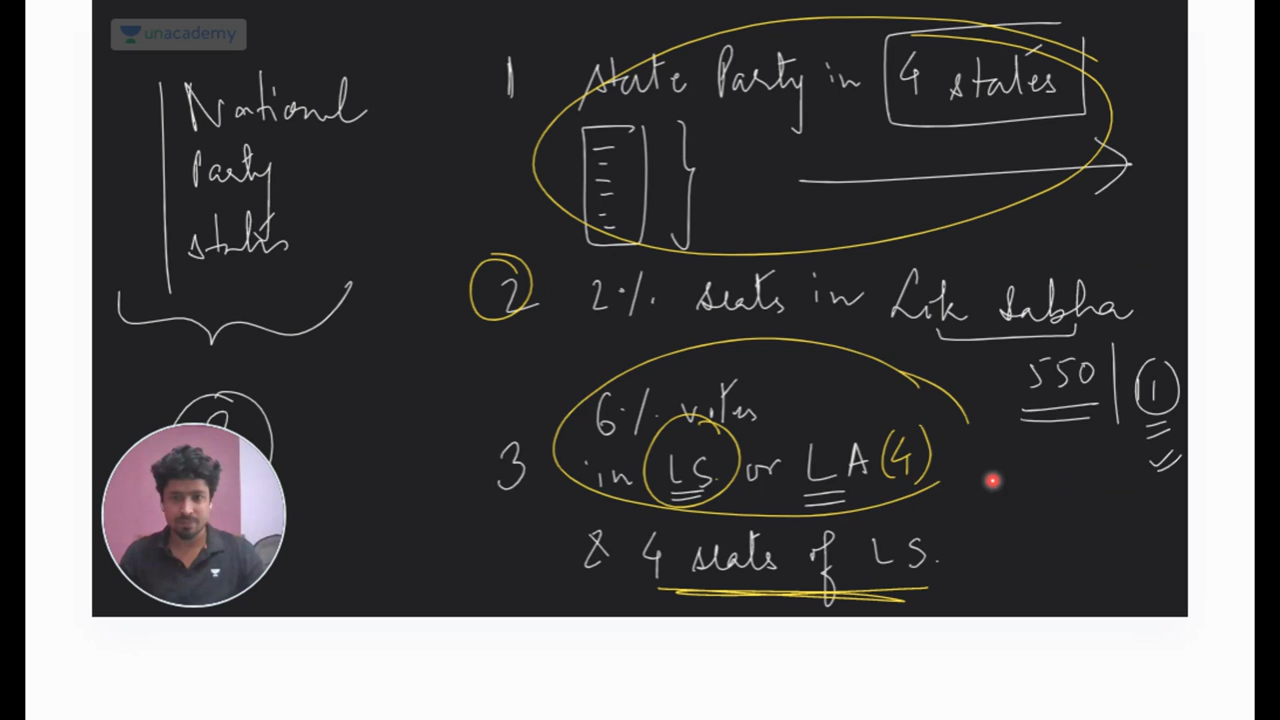 unacademy
National
Party
status
1 State Party in 4 states
2 2% seats in Lok Sabha
550 | 1
3 6% votes
in LS. or LA (4)
& 4 seats of LS.